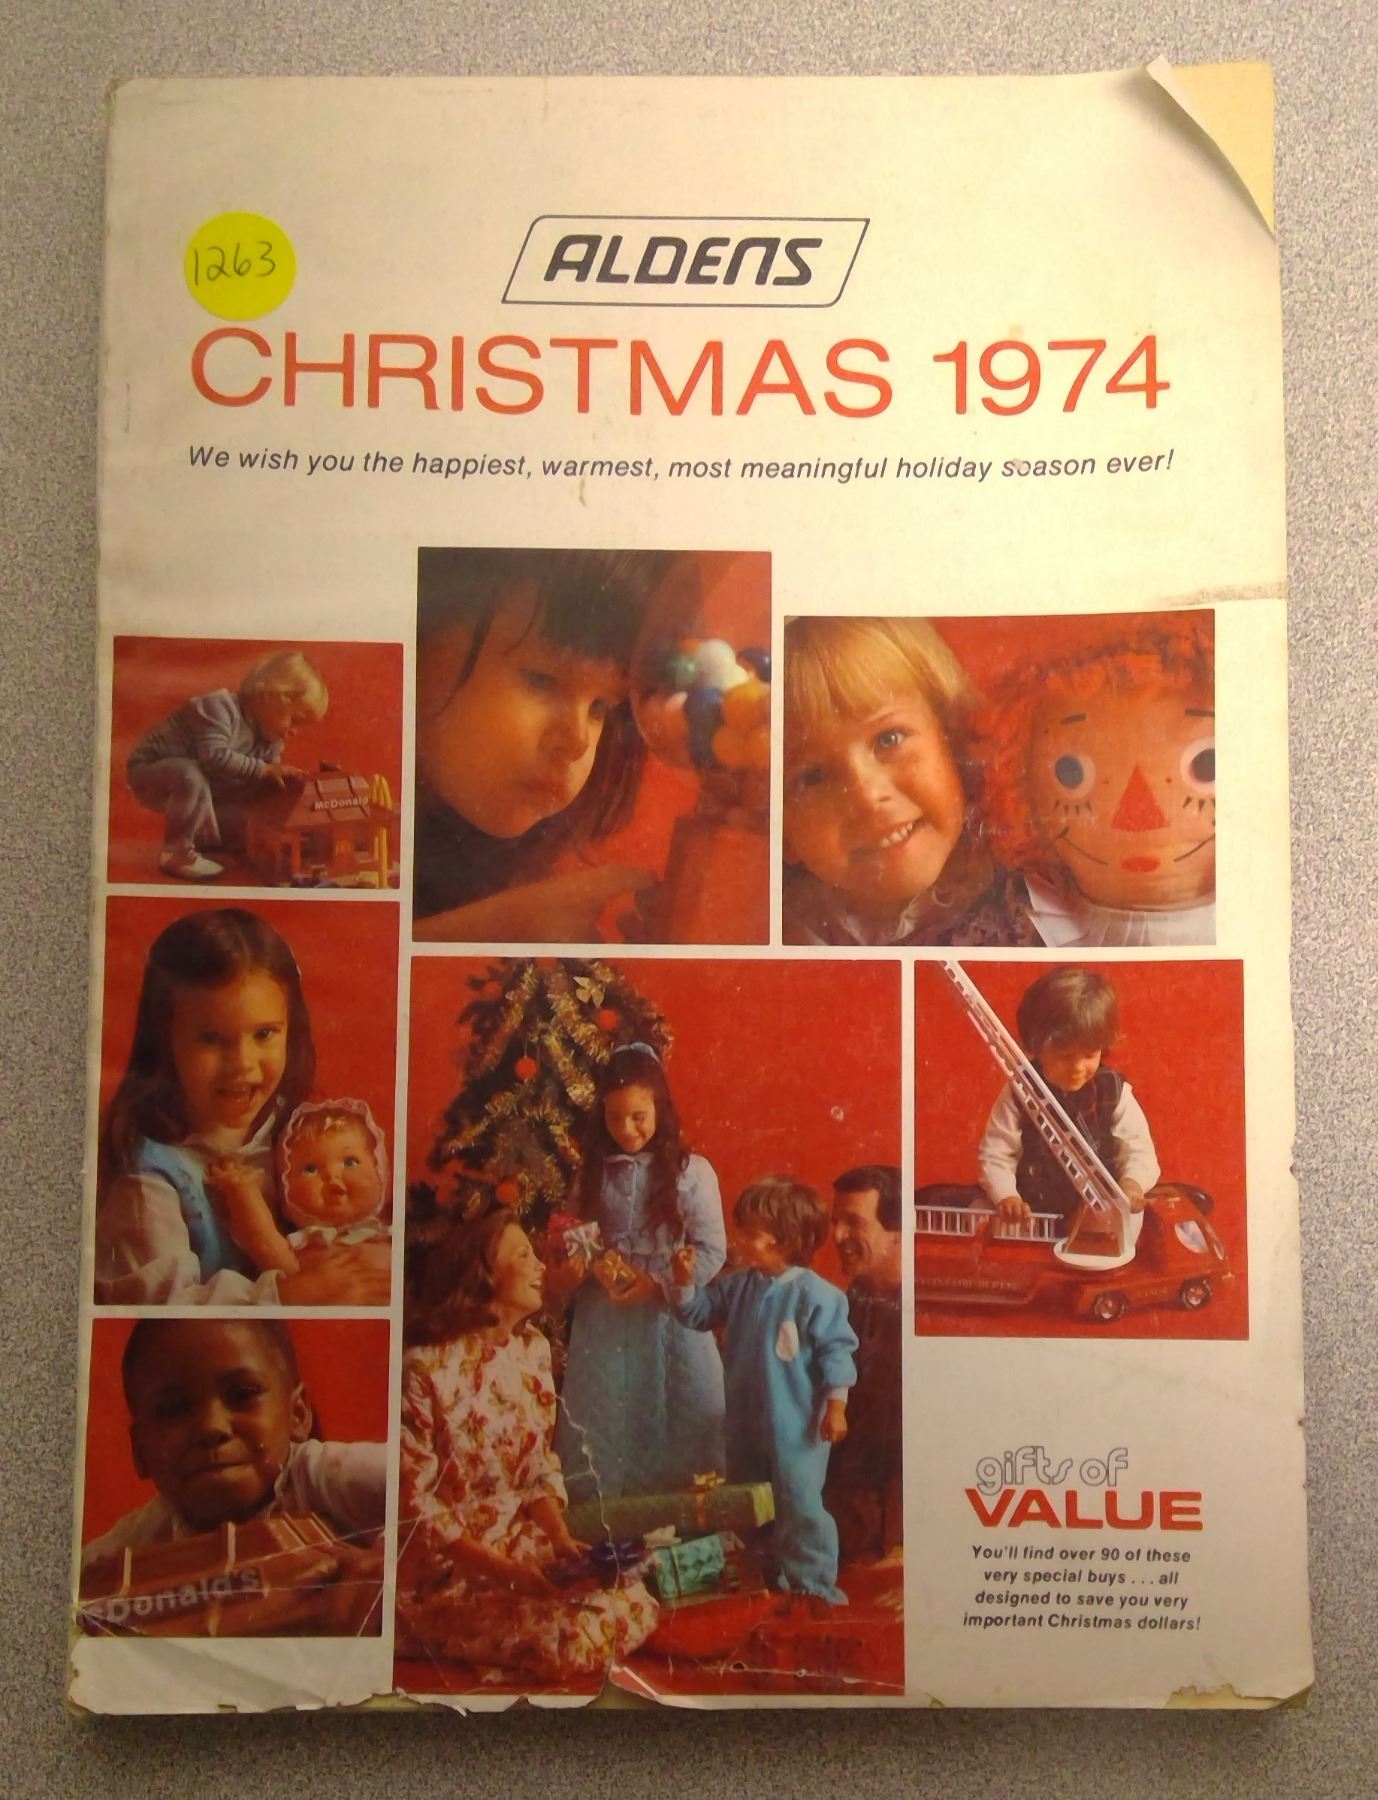 1263
ALDENS
CHRISTMAS 1974
We wish you the happiest, warmest, most meaningful holiday season ever!
McDonald
Donald's
gifts of
VALUE
You'll find over 90 of these
very special buys . . . all
designed to save you very
important Christmas dollars!